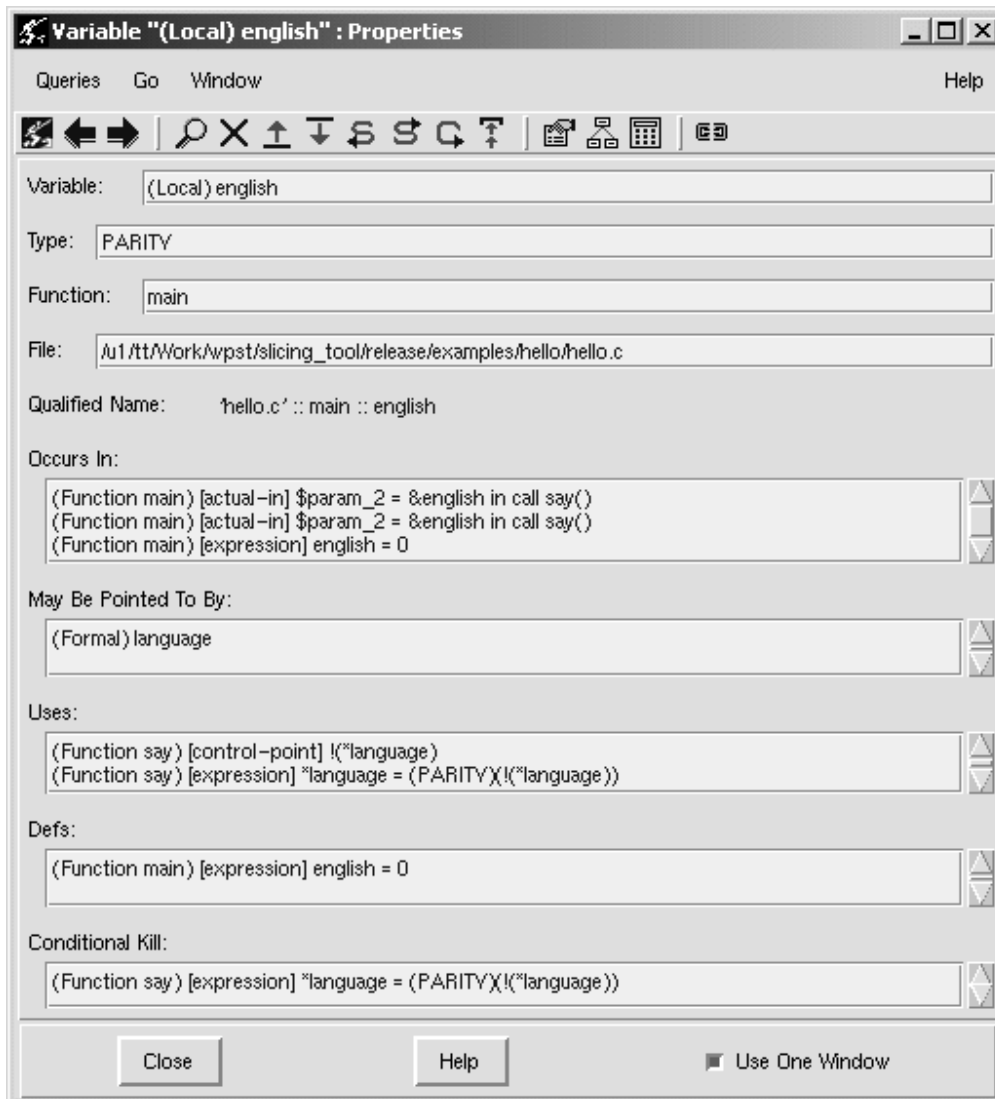 Variable "(Local) english" : Properties
Queries Go Window Help
Variable: (Local) english
Type: PARITY
Function: main
File: /u1/tt/Work/wpst/slicing_tool/release/examples/hello/hello.c
Qualified Name: 'hello.c' :: main :: english
Occurs In:
(Function main) [actual-in] $param_2 = &english in call say()
(Function main) [actual-in] $param_2 = &english in call say()
(Function main) [expression] english = 0
May Be Pointed To By:
(Formal) language
Uses:
(Function say) [control-point] !(*language)
(Function say) [expression] *language = (PARITY)(!(*language))
Defs:
(Function main) [expression] english = 0
Conditional Kill:
(Function say) [expression] *language = (PARITY)(!(*language))
Close Help Use One Window